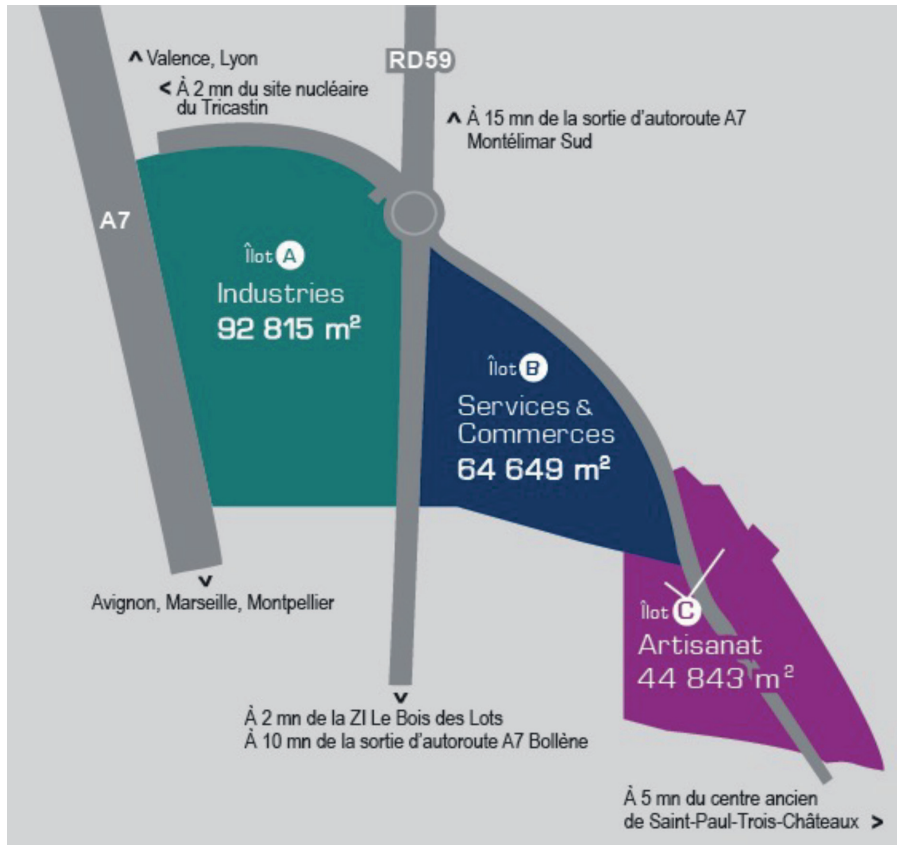 ^ Valence, Lyon
< À 2 mn du site nucléaire
du Tricastin
RD59
^ À 15 mn de la sortie d'autoroute A7
Montélimar Sud
A7
Îlot A
Industries
92 815 m²
Îlot B
Services &
Commerces
64 649 m²
Îlot C
Artisanat
44 843 m²
v
Avignon, Marseille, Montpellier
v
À 2 mn de la ZI Le Bois des Lots
À 10 mn de la sortie d'autoroute A7 Bollène
À 5 mn du centre ancien
de Saint-Paul-Trois-Châteaux >